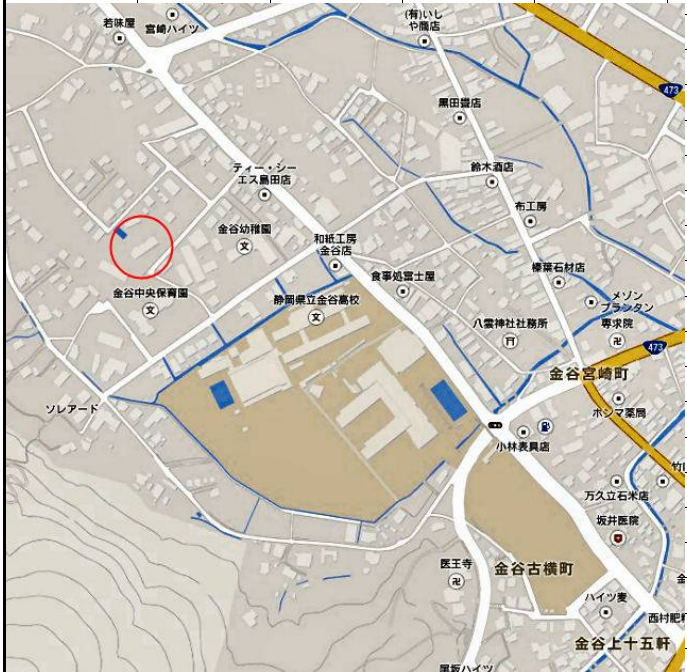 若味屋
宮崎ハイツ
(有)いし
や商店
473
黒田畳店
ティー・シー
エス島田店
鈴木酒店
布工房
金谷幼稚園
和紙工房
金谷店
榛葉石材店
食事処富士屋
金谷中央保育園
静岡県立金谷高校
メゾン
プランタン
八雲神社社務所
専求院
473
金谷宮崎町
ソレアード
ホシマ薬局
小林表具店
万久立石米店
坂井医院
医王寺
金谷古横町
ハイツ麦
西村肥料
金谷上十五軒
尾坂ハイツ